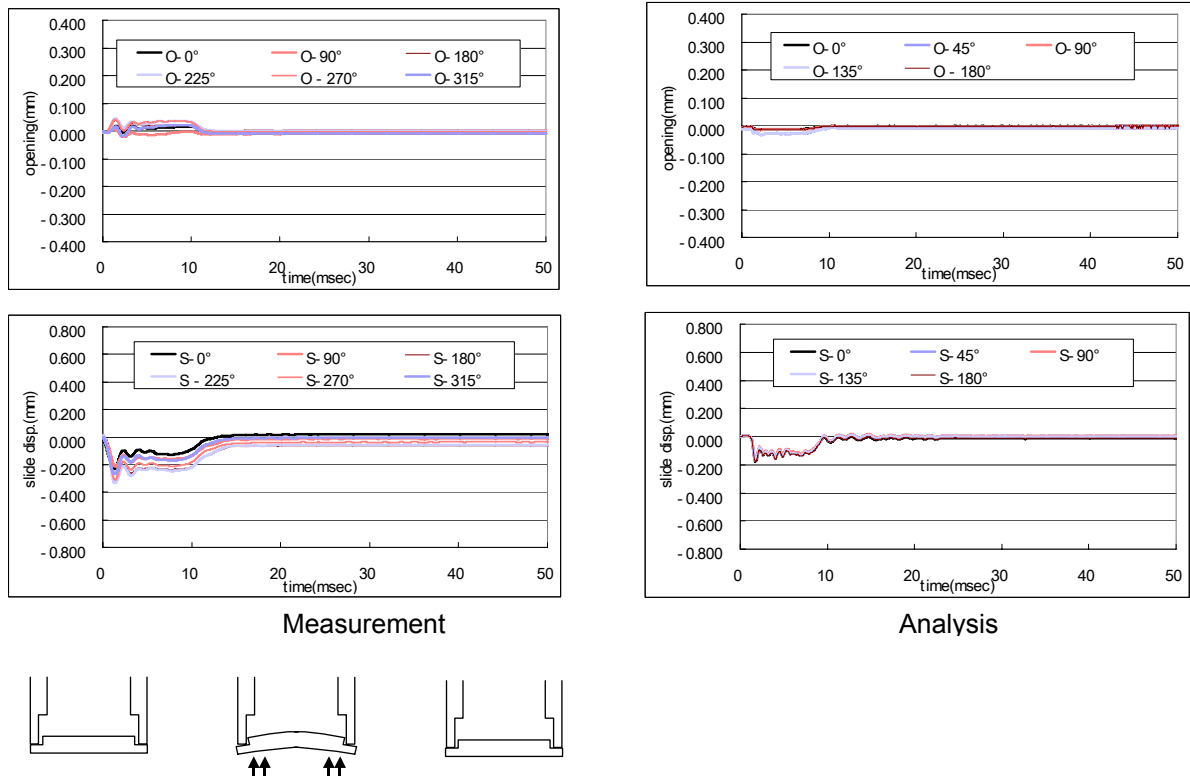 0.400
0.300
0.200
0.100
0.000
- 0.100
- 0.200
- 0.300
- 0.400
opening(mm)
O- 0° O- 90° O- 180°
O- 225° O - 270° O- 315°
0 10 20 30 40 50
time(msec)
0.400
0.300
0.200
0.100
0.000
- 0.100
- 0.200
- 0.300
- 0.400
opening(mm)
O- 0° O- 45° O- 90°
O- 135° O - 180°
0 10 20 30 40 50
time(msec)
0.800
0.600
0.400
0.200
0.000
- 0.200
- 0.400
- 0.600
- 0.800
slide disp.(mm)
S- 0° S- 90° S- 180°
S - 225° S- 270° S- 315°
0 10 20 30 40 50
time(msec)
0.800
0.600
0.400
0.200
0.000
- 0.200
- 0.400
- 0.600
- 0.800
slide disp.(mm)
S- 0° S- 45° S- 90°
S- 135° S- 180°
0 10 20 30 40 50
time(msec)
Measurement
Analysis